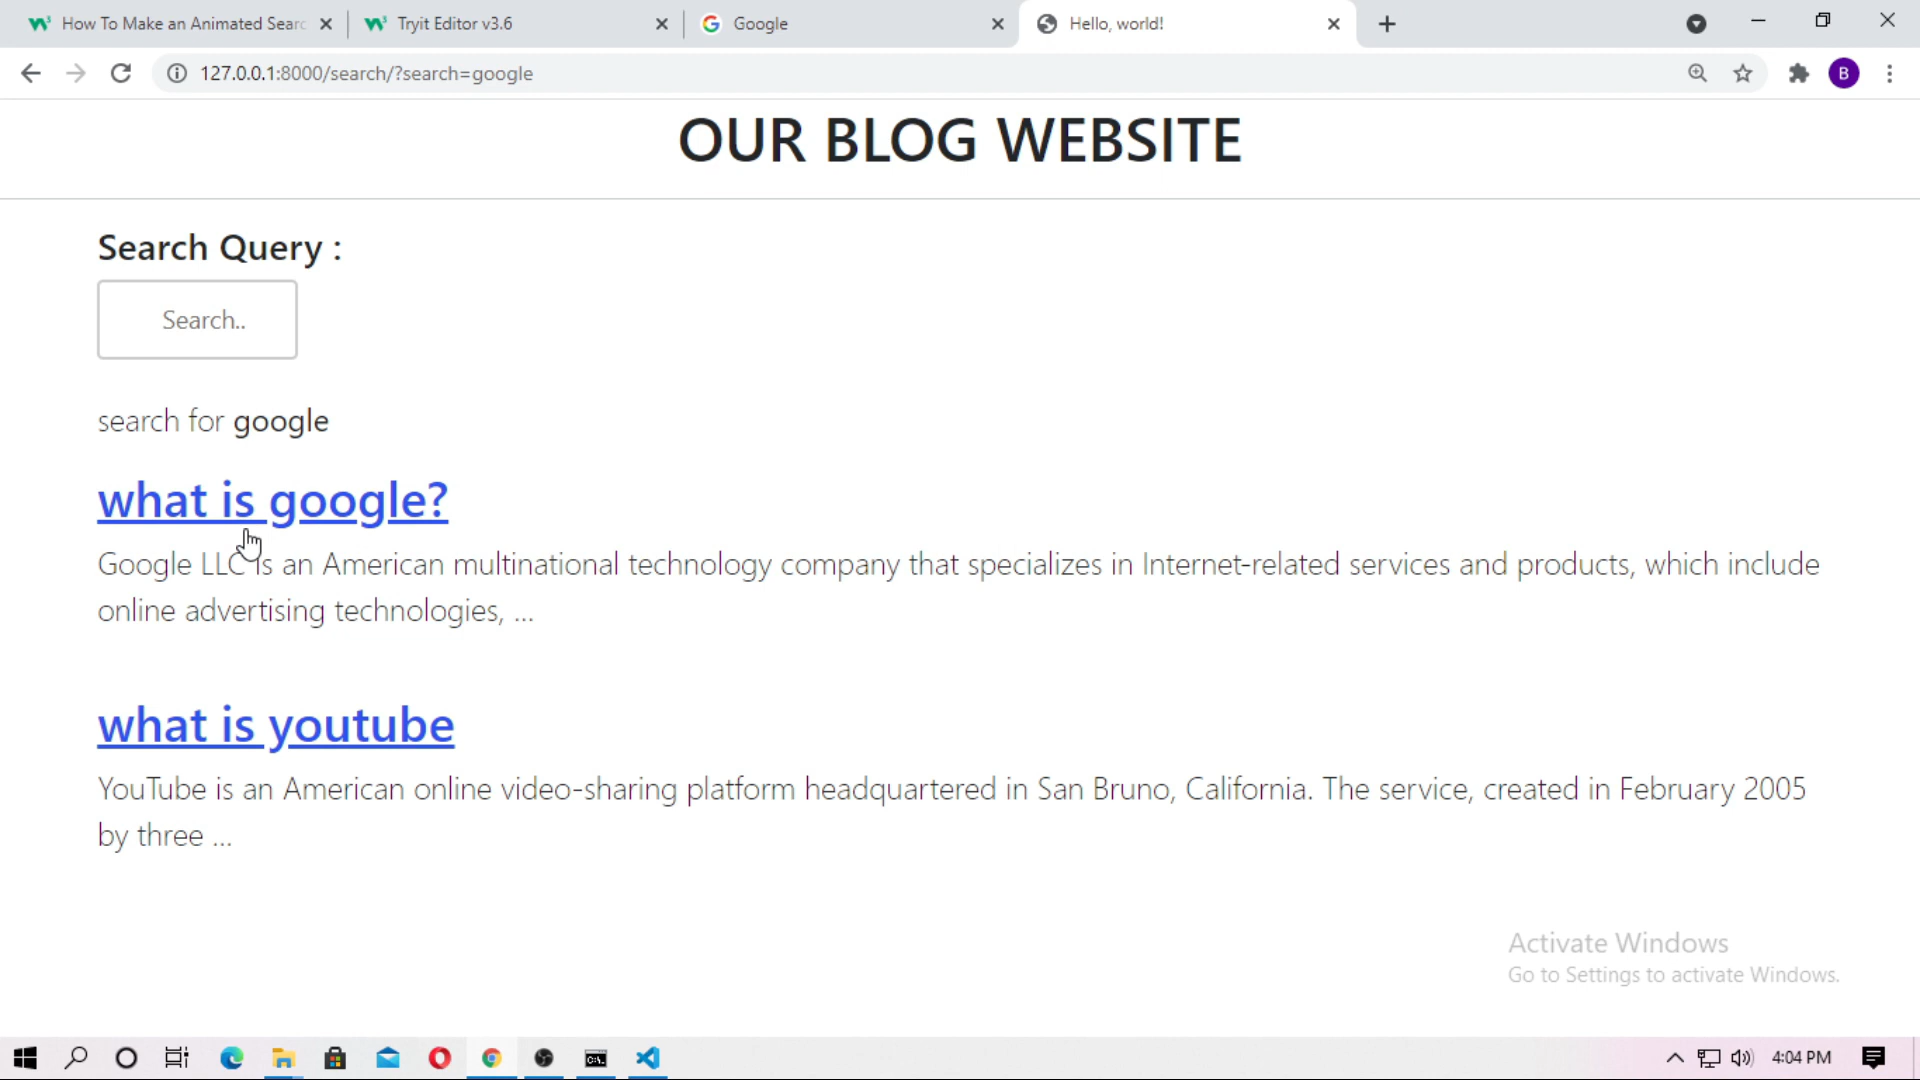 How To Make an Animated Searc
Tryit Editor v3.6
Google
Hello, world!
127.0.0.1:8000/search/?search=google
B
OUR BLOG WEBSITE
Search Query :
Search..
search for google
what is google?
Google LLC is an American multinational technology company that specializes in Internet-related services and products, which include
online advertising technologies, ...
what is youtube
YouTube is an American online video-sharing platform headquartered in San Bruno, California. The service, created in February 2005
by three ...
Activate Windows
Go to Settings to activate Windows.
4:04 PM